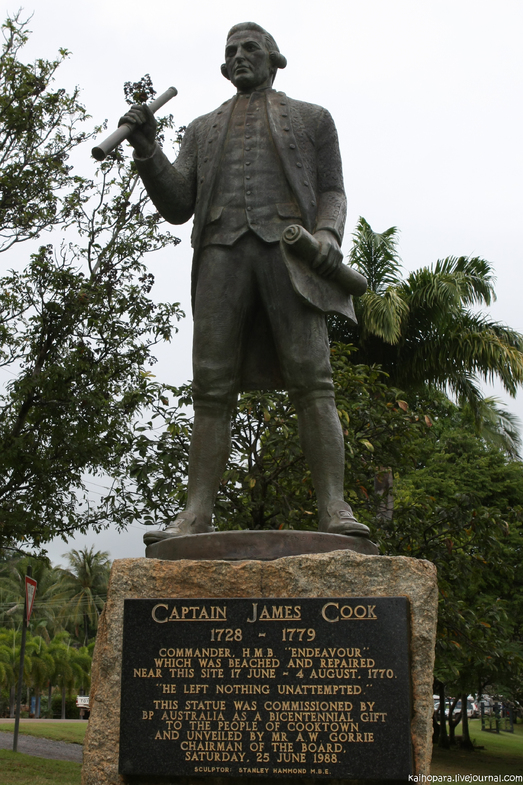 CAPTAIN JAMES COOK
1728 ~ 1779
COMMANDER, H.M.B. "ENDEAVOUR"
WHICH WAS BEACHED AND REPAIRED
NEAR THIS SITE 17 JUNE ~ 4 AUGUST, 1770.
"HE LEFT NOTHING UNATTEMPTED."
THIS STATUE WAS COMMISSIONED BY
BP AUSTRALIA AS A BICENTENNIAL GIFT
TO THE PEOPLE OF COOKTOWN
AND UNVEILED BY MR. A.W. GORRIE
CHAIRMAN OF THE BOARD.
SATURDAY, 25 JUNE 1988.
SCULPTOR: STANLEY HAMMOND M.B.E.
kaihopara.livejournal.com